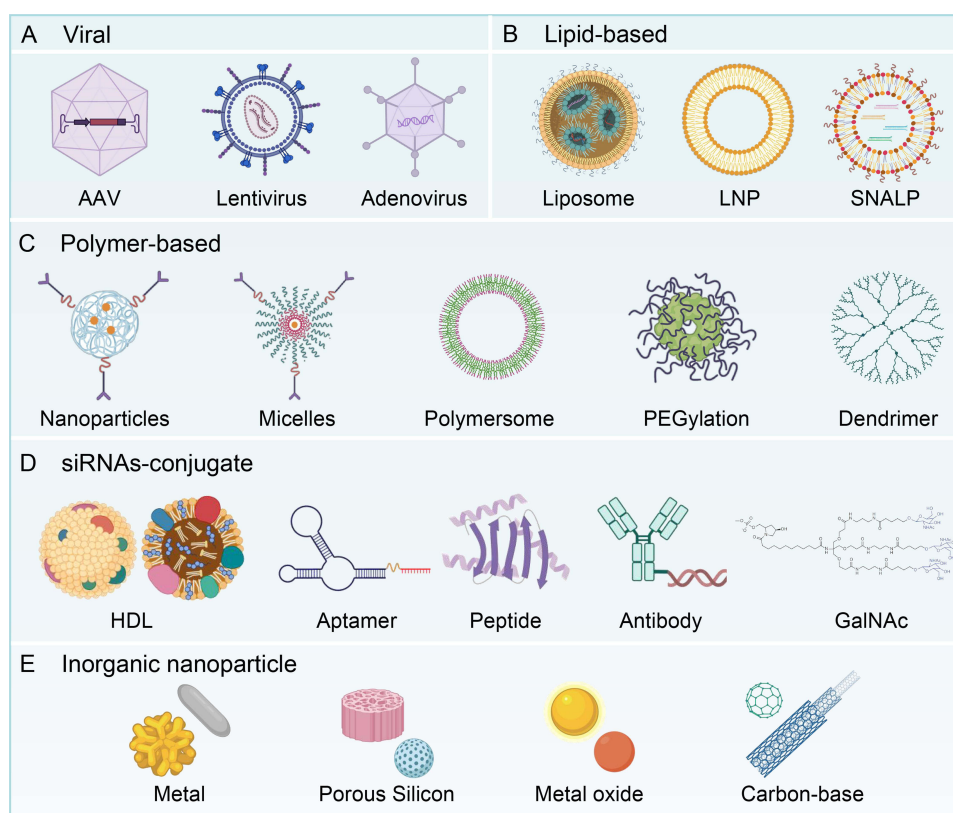 A Viral
B Lipid-based
AAV
Lentivirus
Adenovirus
Liposome
LNP
SNALP
C Polymer-based
Nanoparticles
Micelles
Polymersome
PEGylation
Dendrimer
D siRNAs-conjugate
HDL
Aptamer
Peptide
Antibody
GalNAc
E Inorganic nanoparticle
Metal
Porous Silicon
Metal oxide
Carbon-base